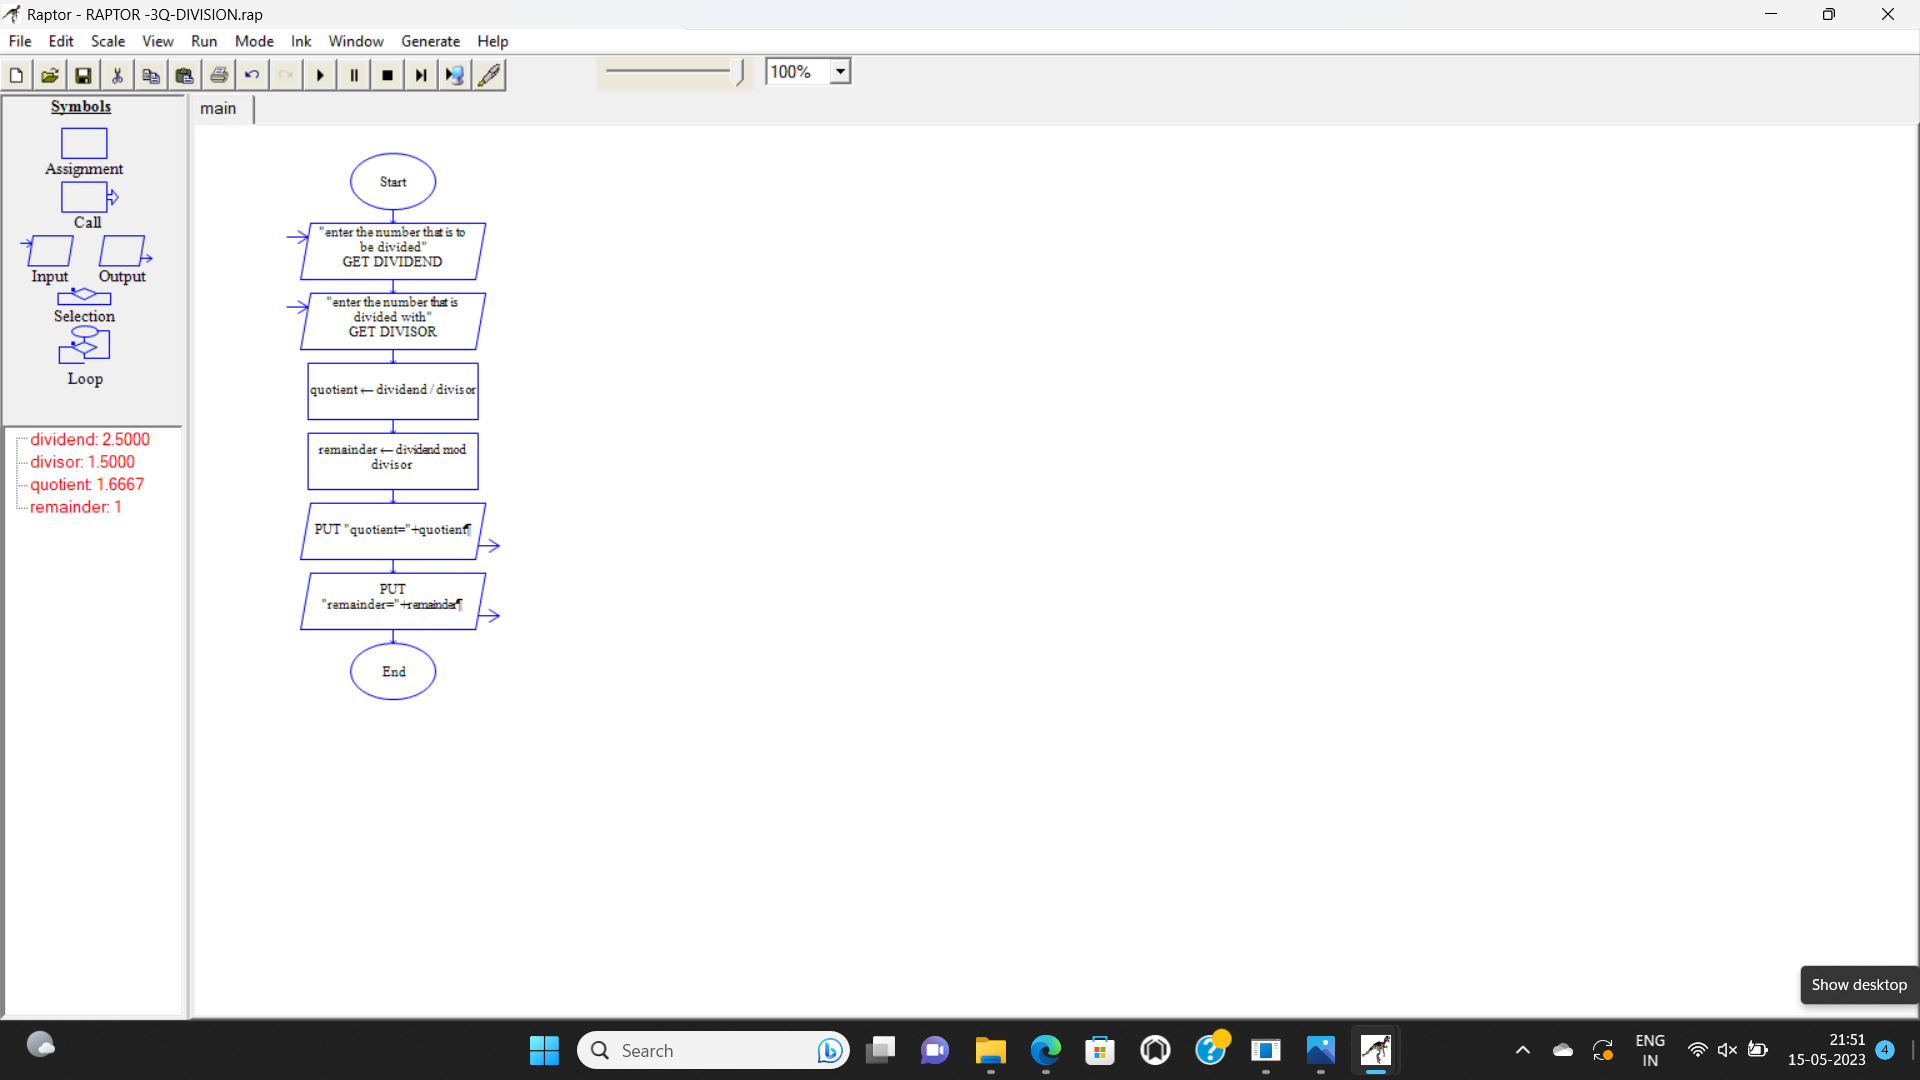 Raptor - RAPTOR -3Q-DIVISION.rap
File Edit Scale View Run Mode Ink Window Generate Help
100%
Symbols
Assignment
Call
Input Output
Selection
Loop
dividend: 2.5000
divisor: 1.5000
quotient: 1.6667
remainder: 1
main
Start
"enter the number that is to
be divided"
GET DIVIDEND
"enter the number that is
divided with"
GET DIVISOR
quotient ← dividend / divisor
remainder ← dividend mod
divisor
PUT "quotient="+quotient¶
PUT
"remainder="+remainder¶
End
Show desktop
Search
ENG
IN
21:51
15-05-2023
4